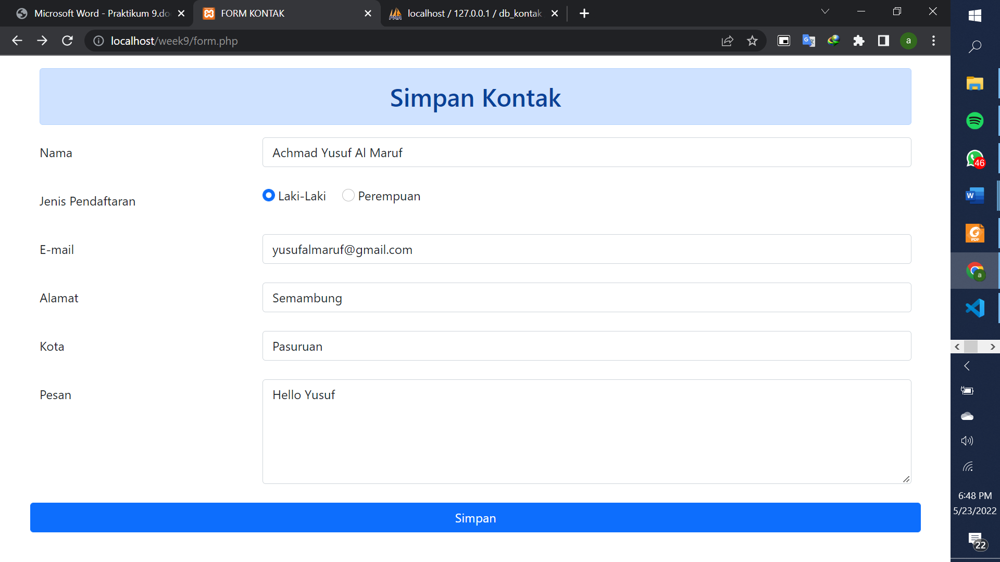 Microsoft Word - Praktikum 9.do
FORM KONTAK
localhost / 127.0.0.1 / db_kontak
localhost/week9/form.php
a
Simpan Kontak
Nama
Achmad Yusuf Al Maruf
Jenis Pendaftaran
Laki-Laki
Perempuan
E-mail
yusufalmaruf@gmail.com
Alamat
Semambung
Kota
Pasuruan
Pesan
Hello Yusuf
Simpan
46
W
PDF
a
6:48 PM
5/23/2022
22